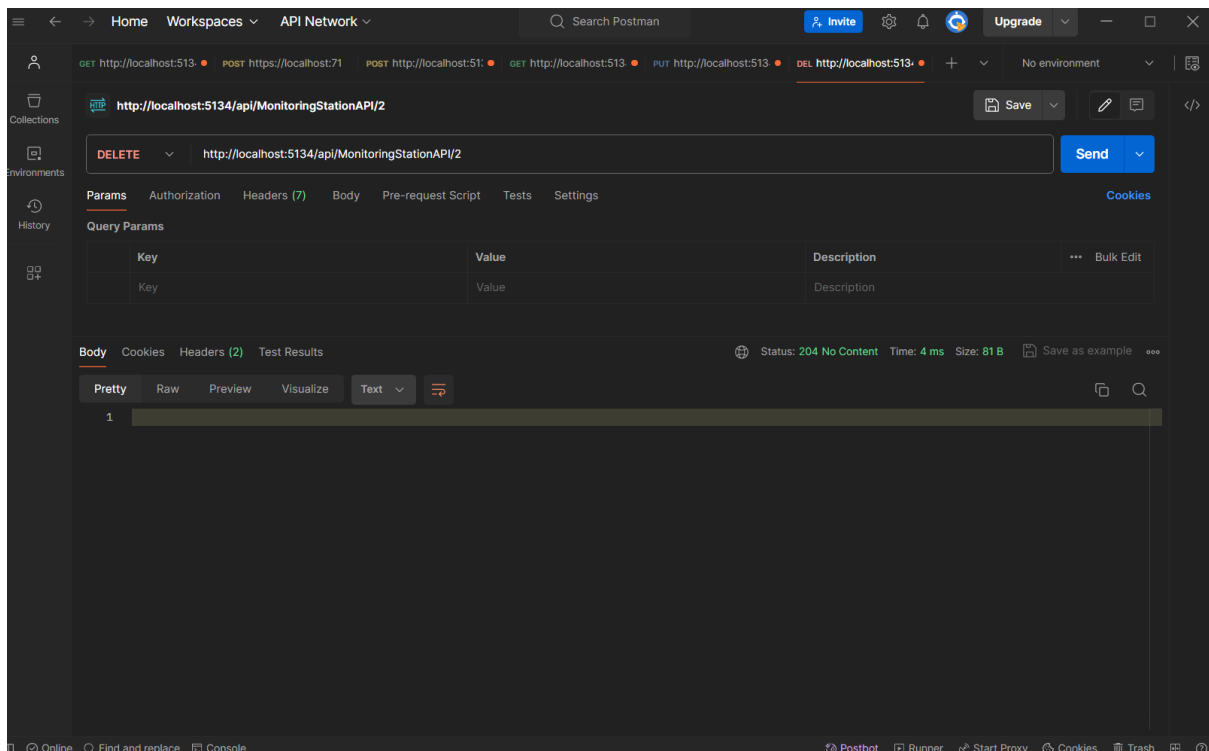 Home Workspaces API Network Search Postman Invite Upgrade
GET http://localhost:513 POST https://localhost:71 POST http://localhost:51 GET http://localhost:513 PUT http://localhost:513 DEL http://localhost:513 No environment
HTTP http://localhost:5134/api/MonitoringStationAPI/2 Save
Collections
DELETE http://localhost:5134/api/MonitoringStationAPI/2 Send
Environments
Params Authorization Headers (7) Body Pre-request Script Tests Settings Cookies
History
Query Params
Key Value Description Bulk Edit
Key Value Description
Body Cookies Headers (2) Test Results Status: 204 No Content Time: 4 ms Size: 81 B Save as example
Pretty Raw Preview Visualize Text
1
Online Find and replace Console Postbot Runner Start Proxy Cookies Trash